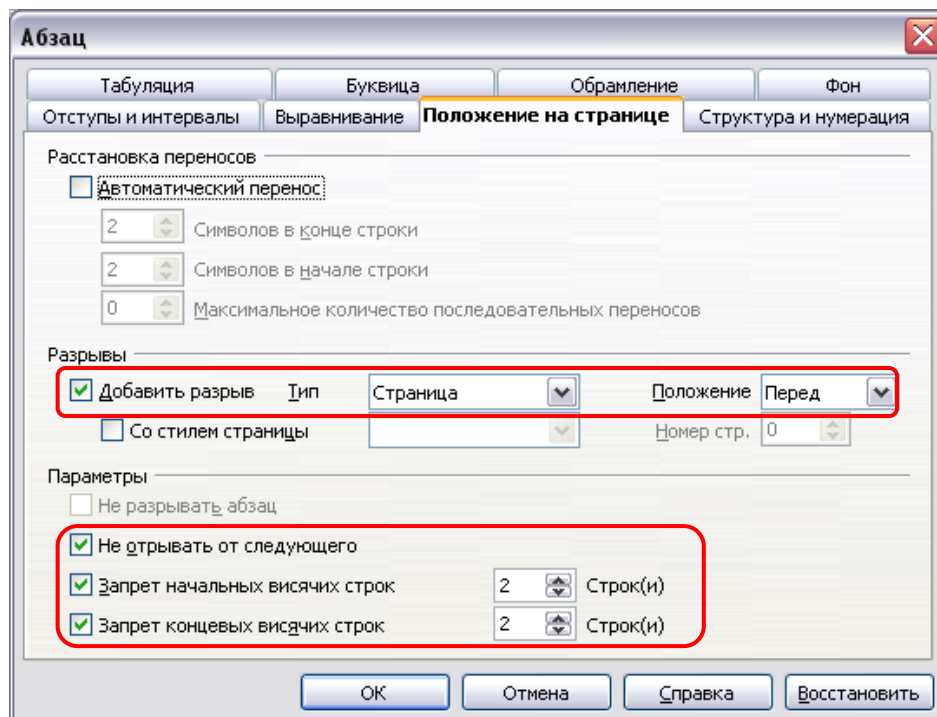 Абзац
Табуляция Буквица Обрамление Фон
Отступы и интервалы Выравнивание Положение на странице Структура и нумерация
Расстановка переносов
Автоматический перенос
2 Символов в конце строки
2 Символов в начале строки
0 Максимальное количество последовательных переносов
Разрывы
Добавить разрыв Тип Страница Положение Перед
Со стилем страницы Номер стр. 0
Параметры
Не разрывать абзац
Не отрывать от следующего
Запрет начальных висячих строк 2 Строк(и)
Запрет концевых висячих строк 2 Строк(и)
ОК Отмена Справка Восстановить